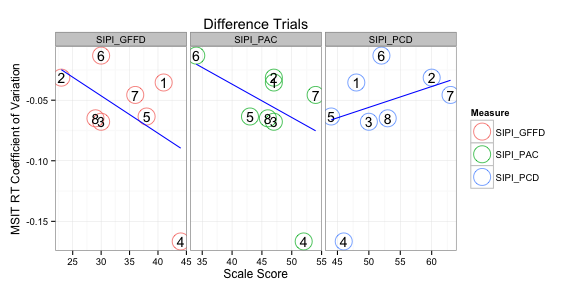 Difference Trials
SIPI_GFFD SIPI_PAC SIPI_PCD
MSIT RT Coefficient of Variation
-0.05
-0.10
-0.15
6 2 1 7 8 3 5 4
6 2 1 7 5 8 3 4
6 2 1 7 5 3 8 4
25 30 35 40 45 35 40 45 50 55 45 50 55 60
Scale Score
Measure
SIPI_GFFD
SIPI_PAC
SIPI_PCD